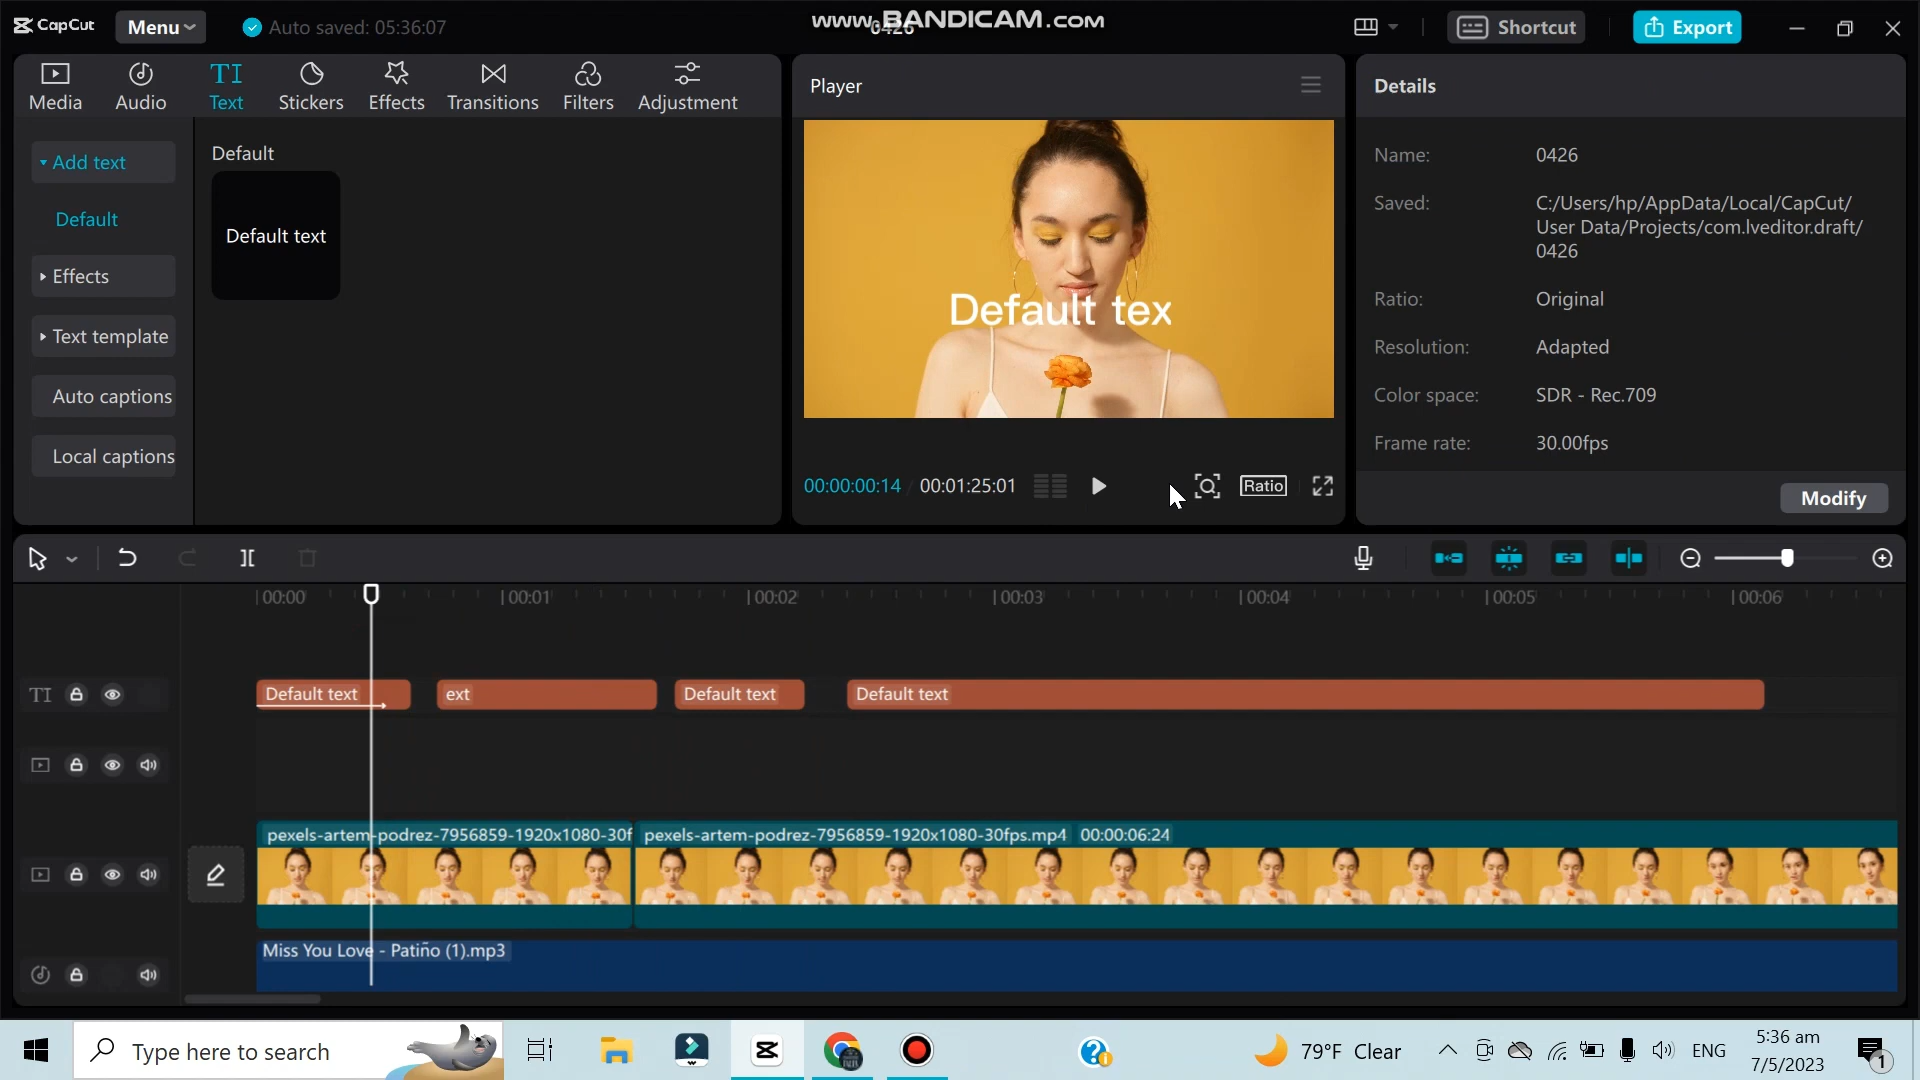 CapCut
Menu
Auto saved: 05:36:07
www.BANDICAM.com
0426
Shortcut
Export
Media
Audio
TI
Text
Stickers
Effects
Transitions
Filters
Adjustment
Player
Details
Add text
Default
Effects
Text template
Auto captions
Local captions
Default
Default text
Default tex
00:00:00:14 / 00:01:25:01
Ratio
Name: 0426
Saved: C:/Users/hp/AppData/Local/CapCut/
User Data/Projects/com.lveditor.draft/
0426
Ratio: Original
Resolution: Adapted
Color space: SDR - Rec.709
Frame rate: 30.00fps
Modify
00:00 00:01 00:02 00:03 00:04 00:05 00:06
TI
Default text
ext
Default text
Default text
pexels-artem-podrez-7956859-1920x1080-30f
pexels-artem-podrez-7956859-1920x1080-30fps.mp4 00:00:06:24
Miss You Love - Patiño (1).mp3
Type here to search
79°F Clear
ENG
5:36 am
7/5/2023
1